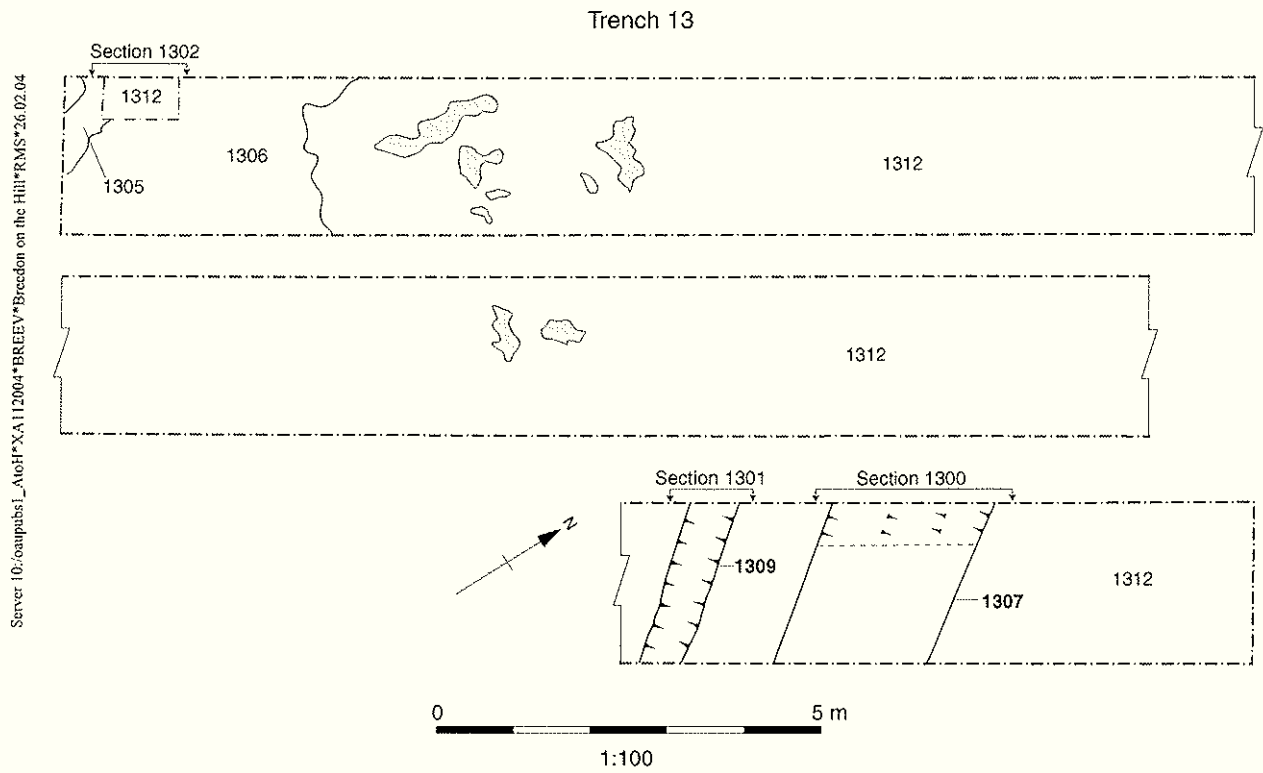 Trench 13
Server 10:/oaupubs1_AtoH*XA112004*BREEV*Breedon on the Hill*RMS*26.02.04
Section 1302
1312
1306
1305
1312
1312
Section 1301
Section 1300
N
1309
1307
1312
0
5 m
1:100